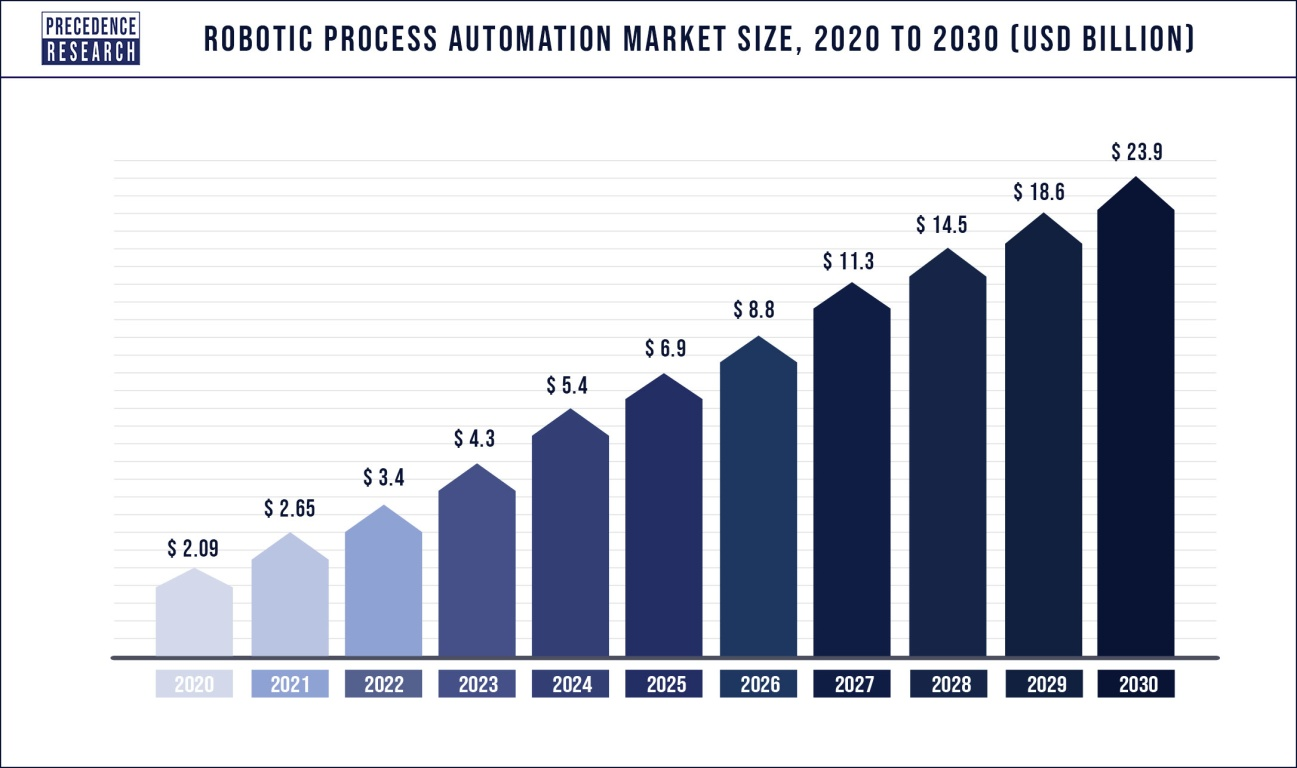 PRECEDENCE
RESEARCH
ROBOTIC PROCESS AUTOMATION MARKET SIZE, 2020 TO 2030 (USD BILLION)
$ 2.09
$ 2.65
$ 3.4
$ 4.3
$ 5.4
$ 6.9
$ 8.8
$ 11.3
$ 14.5
$ 18.6
$ 23.9
2020 2021 2022 2023 2024 2025 2026 2027 2028 2029 2030